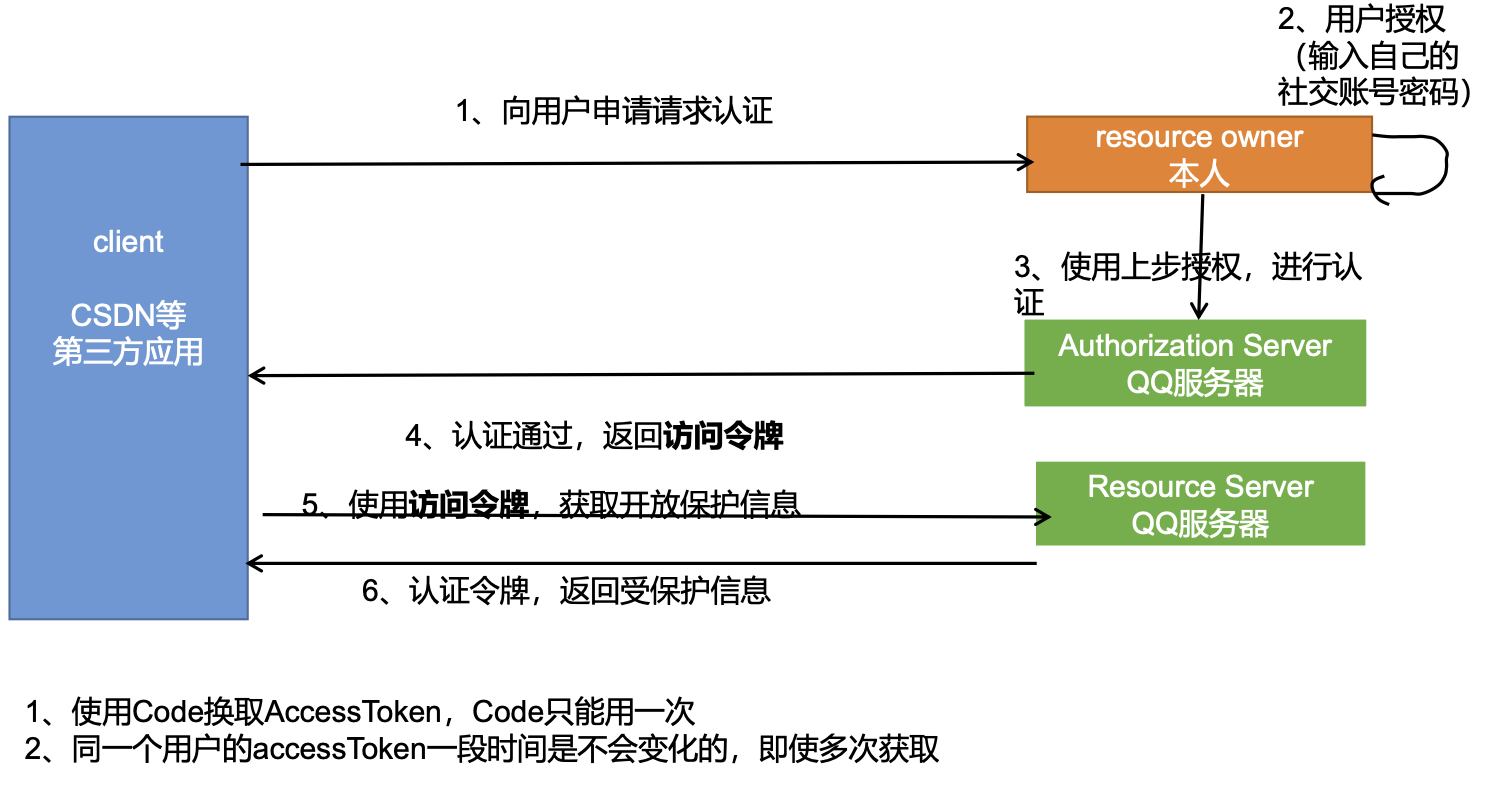 2、用户授权
（输入自己的
社交账号密码）
1、向用户申请请求认证
resource owner
本人
client
CSDN等
第三方应用
3、使用上步授权，进行认
证
Authorization Server
QQ服务器
4、认证通过，返回访问令牌
5、使用访问令牌，获取开放保护信息
Resource Server
QQ服务器
6、认证令牌，返回受保护信息
1、使用Code换取AccessToken，Code只能用一次
2、同一个用户的accessToken一段时间是不会变化的，即使多次获取